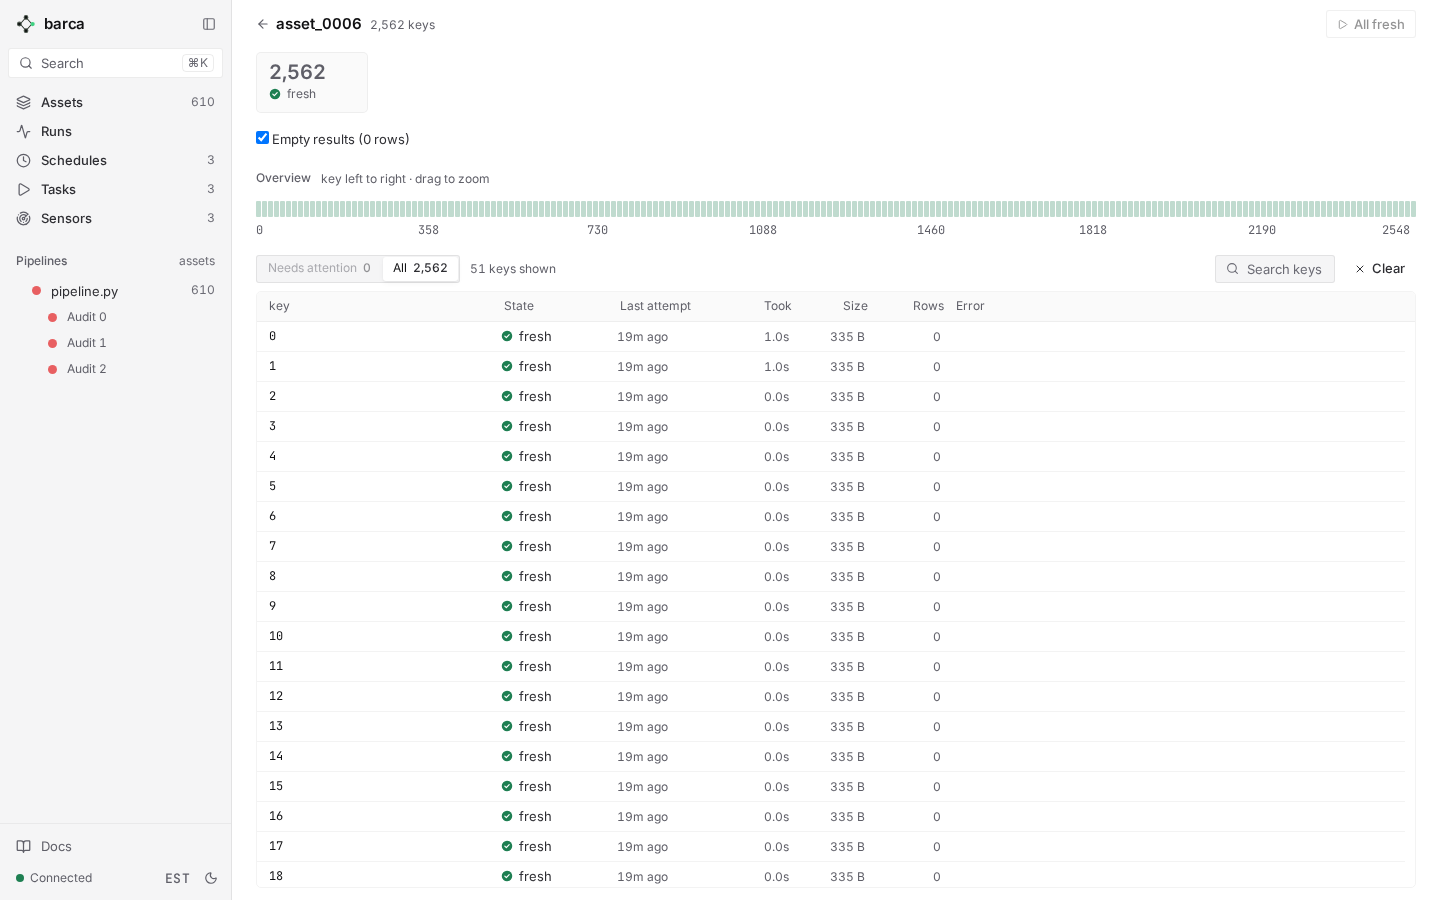 barca
Search ⌘K
Assets 610
Runs
Schedules 3
Tasks 3
Sensors 3
Pipelines assets
pipeline.py 610
Audit 0
Audit 1
Audit 2
Docs
Connected EST
asset_0006 2,562 keys
All fresh
2,562
fresh
Empty results (0 rows)
Overview key left to right · drag to zoom
0 358 730 1088 1460 1818 2190 2548
Needs attention 0 All 2,562 51 keys shown
Search keys Clear
key State Last attempt Took Size Rows Error
0 fresh 19m ago 1.0s 335 B 0
1 fresh 19m ago 1.0s 335 B 0
2 fresh 19m ago 0.0s 335 B 0
3 fresh 19m ago 0.0s 335 B 0
4 fresh 19m ago 0.0s 335 B 0
5 fresh 19m ago 0.0s 335 B 0
6 fresh 19m ago 0.0s 335 B 0
7 fresh 19m ago 0.0s 335 B 0
8 fresh 19m ago 0.0s 335 B 0
9 fresh 19m ago 0.0s 335 B 0
10 fresh 19m ago 0.0s 335 B 0
11 fresh 19m ago 0.0s 335 B 0
12 fresh 19m ago 0.0s 335 B 0
13 fresh 19m ago 0.0s 335 B 0
14 fresh 19m ago 0.0s 335 B 0
15 fresh 19m ago 0.0s 335 B 0
16 fresh 19m ago 0.0s 335 B 0
17 fresh 19m ago 0.0s 335 B 0
18 fresh 19m ago 0.0s 335 B 0